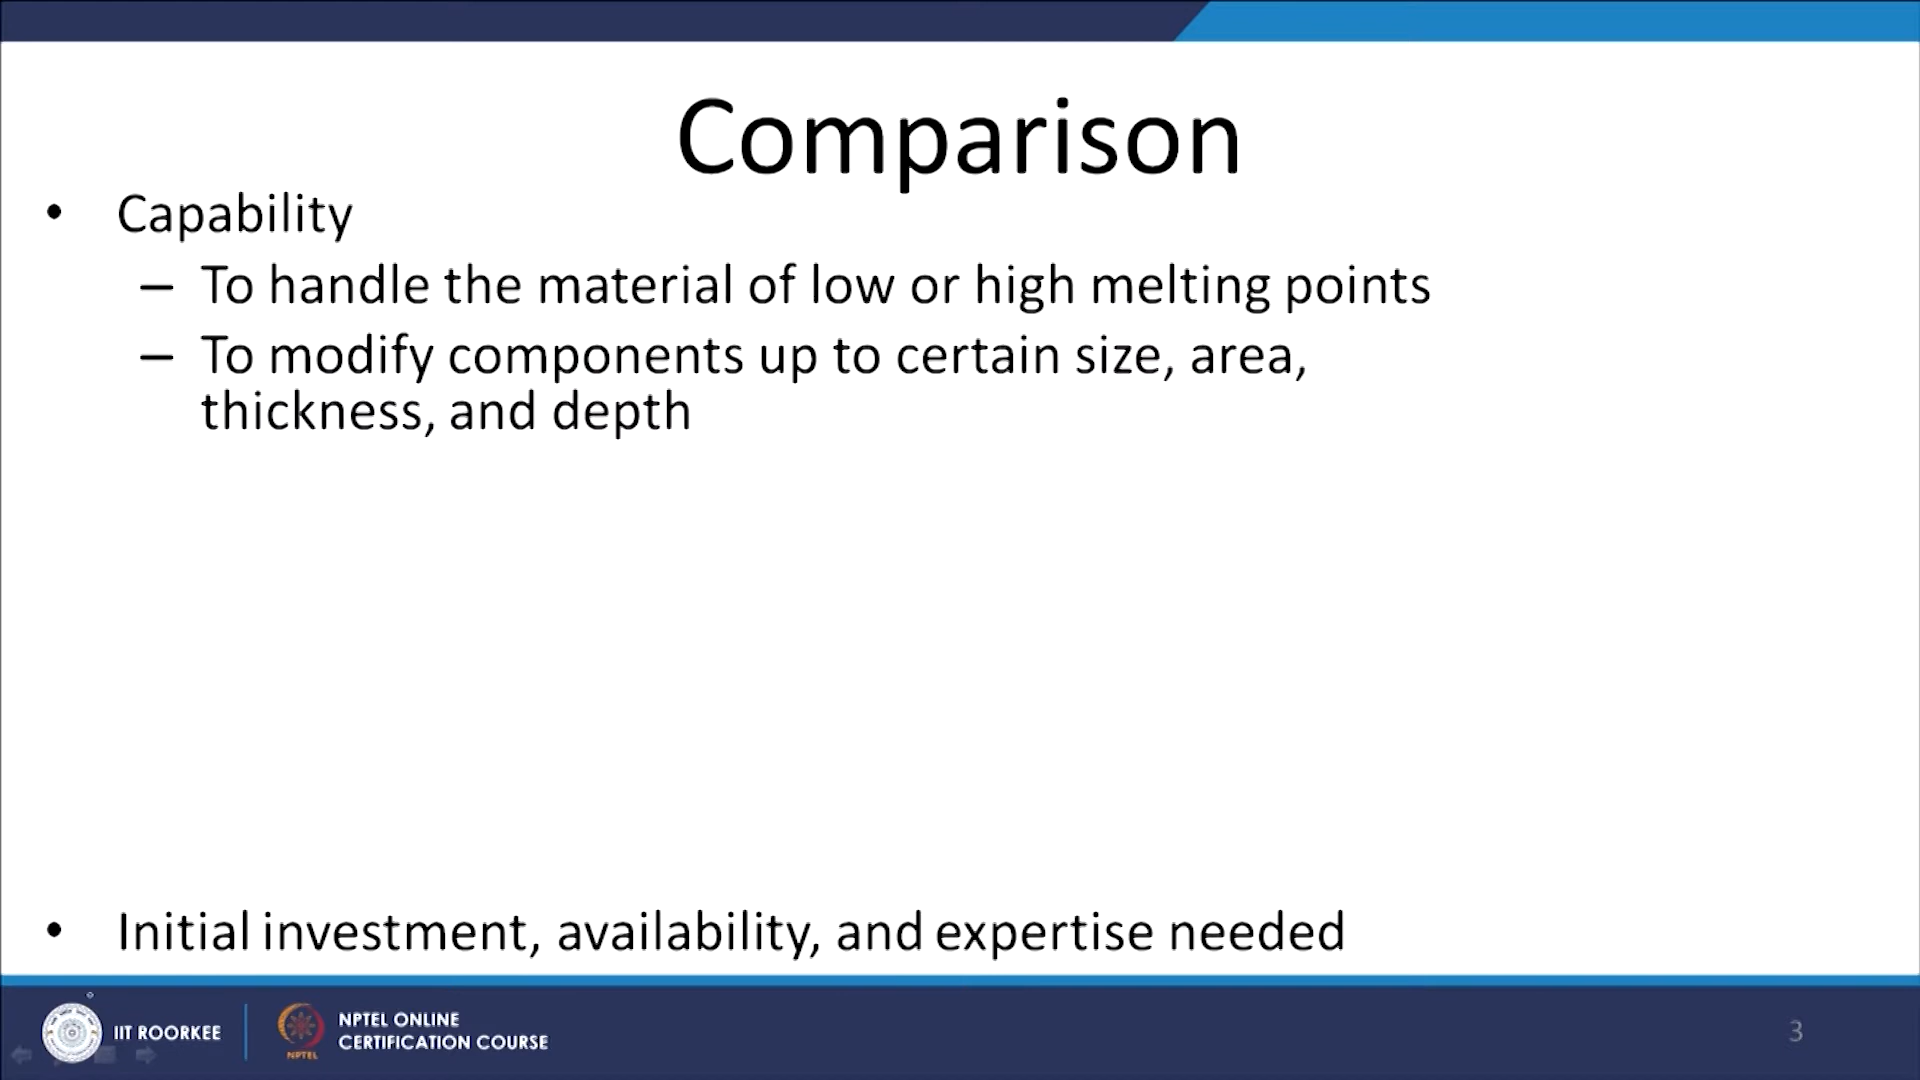 Comparison
• Capability
– To handle the material of low or high melting points
– To modify components up to certain size, area,
thickness, and depth
• Initial investment, availability, and expertise needed
IIT ROORKEE
NPTEL
NPTEL ONLINE
CERTIFICATION COURSE
3